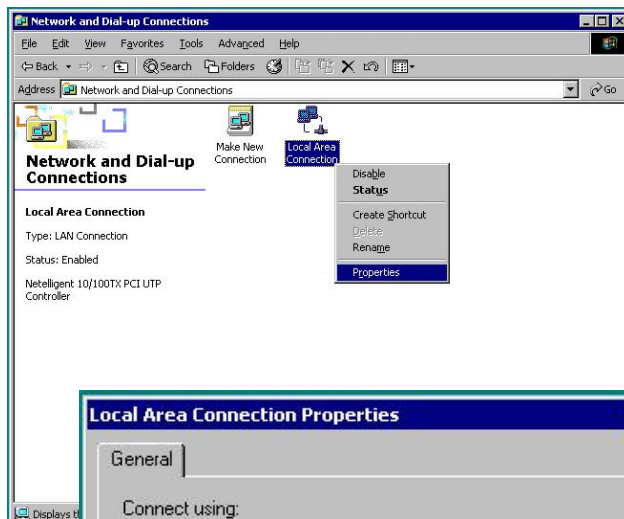 Network and Dial-up Connections
File Edit View Favorites Tools Advanced Help
Back Search Folders
Address Network and Dial-up Connections Go
Network and Dial-up
Connections
Local Area Connection
Type: LAN Connection
Status: Enabled
Netelligent 10/100TX PCI UTP
Controller
Make New
Connection
Local Area
Connection
Disable
Status
Create Shortcut
Delete
Rename
Properties
Local Area Connection Properties
General
Connect using:
Displays